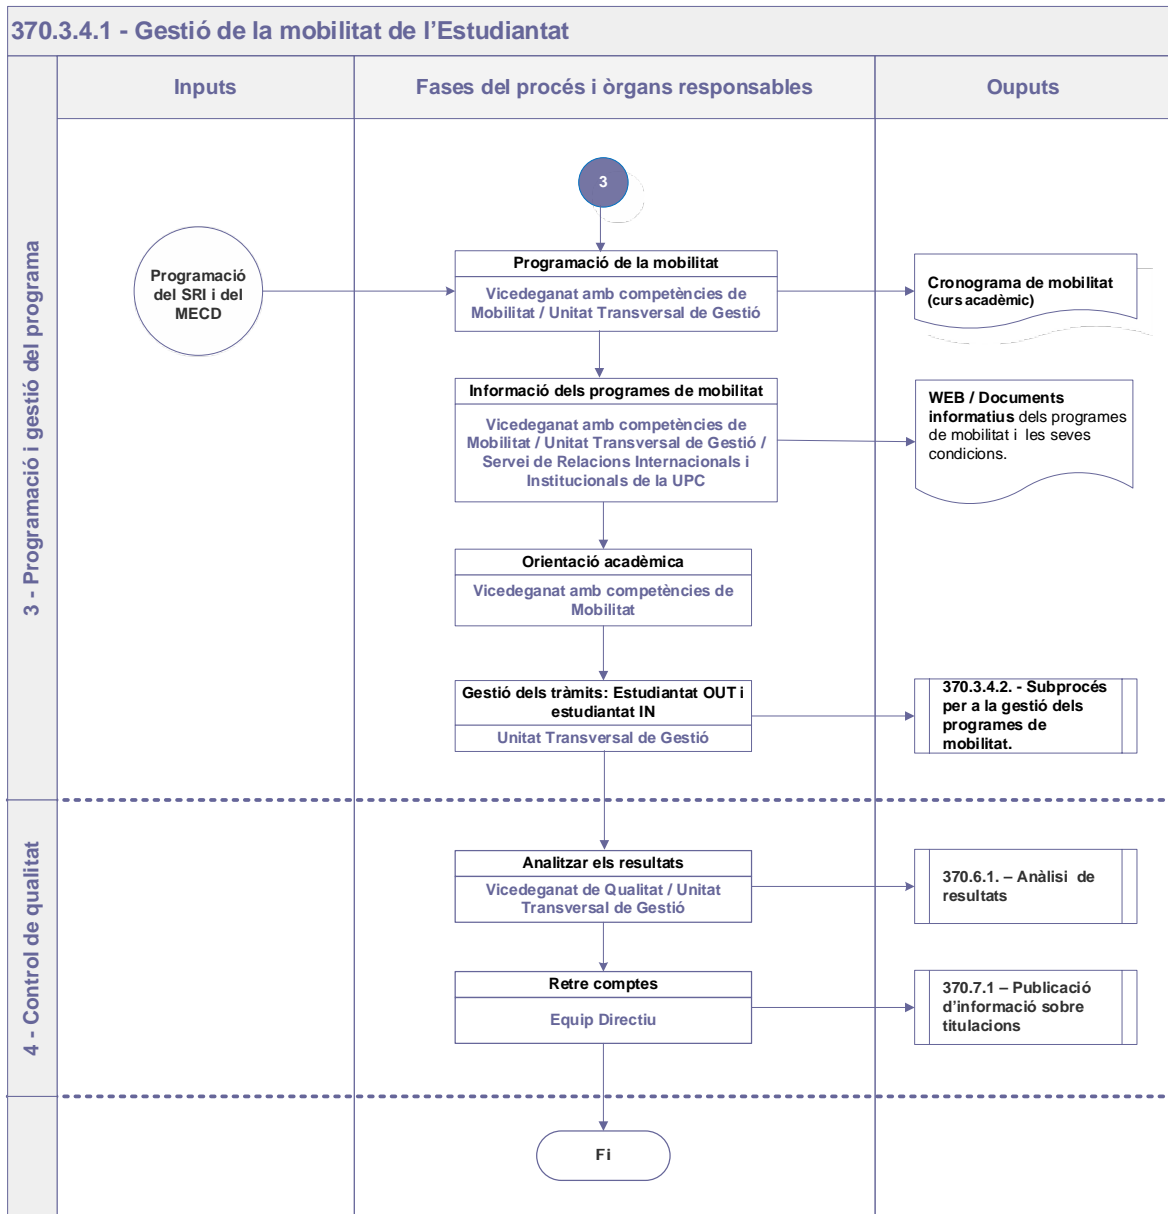 370.3.4.1 - Gestió de la mobilitat de l’Estudiantat
Inputs
Fases del procés i òrgans responsables
Ouputs
3 - Programació i gestió del programa
3
Programació
del SRI i del
MECD
Programació de la mobilitat
Vicedeganat amb competències de
Mobilitat / Unitat Transversal de Gestió
Cronograma de mobilitat
(curs acadèmic)
Informació dels programes de mobilitat
Vicedeganat amb competències de
Mobilitat / Unitat Transversal de Gestió /
Servei de Relacions Internacionals i
Institucionals de la UPC
WEB / Documents
informatius dels programes
de mobilitat i les seves
condicions.
Orientació acadèmica
Vicedeganat amb competències de
Mobilitat
Gestió dels tràmits: Estudiantat OUT i
estudiantat IN
Unitat Transversal de Gestió
370.3.4.2. - Subprocés
per a la gestió dels
programes de
mobilitat.
4 - Control de qualitat
Analitzar els resultats
Vicedeganat de Qualitat / Unitat
Transversal de Gestió
370.6.1. – Anàlisi de
resultats
Retre comptes
Equip Directiu
370.7.1 – Publicació
d’informació sobre
titulacions
Fi